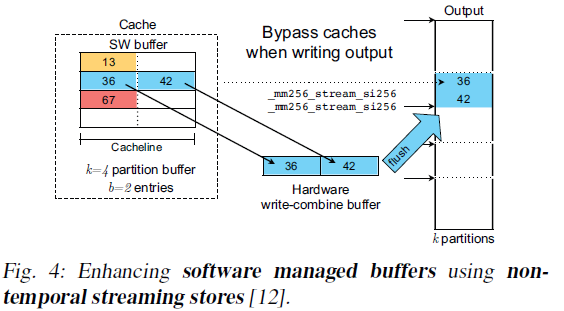 Cache
SW buffer
13
36 42
67
Cacheline
k=4 partition buffer
b=2 entries
Bypass caches
when writing output
_mm256_stream_si256
_mm256_stream_si256
36 42
Hardware
write-combine buffer
flush
Output
36
42
k partitions
Fig. 4: Enhancing software managed buffers using non-
temporal streaming stores [12].